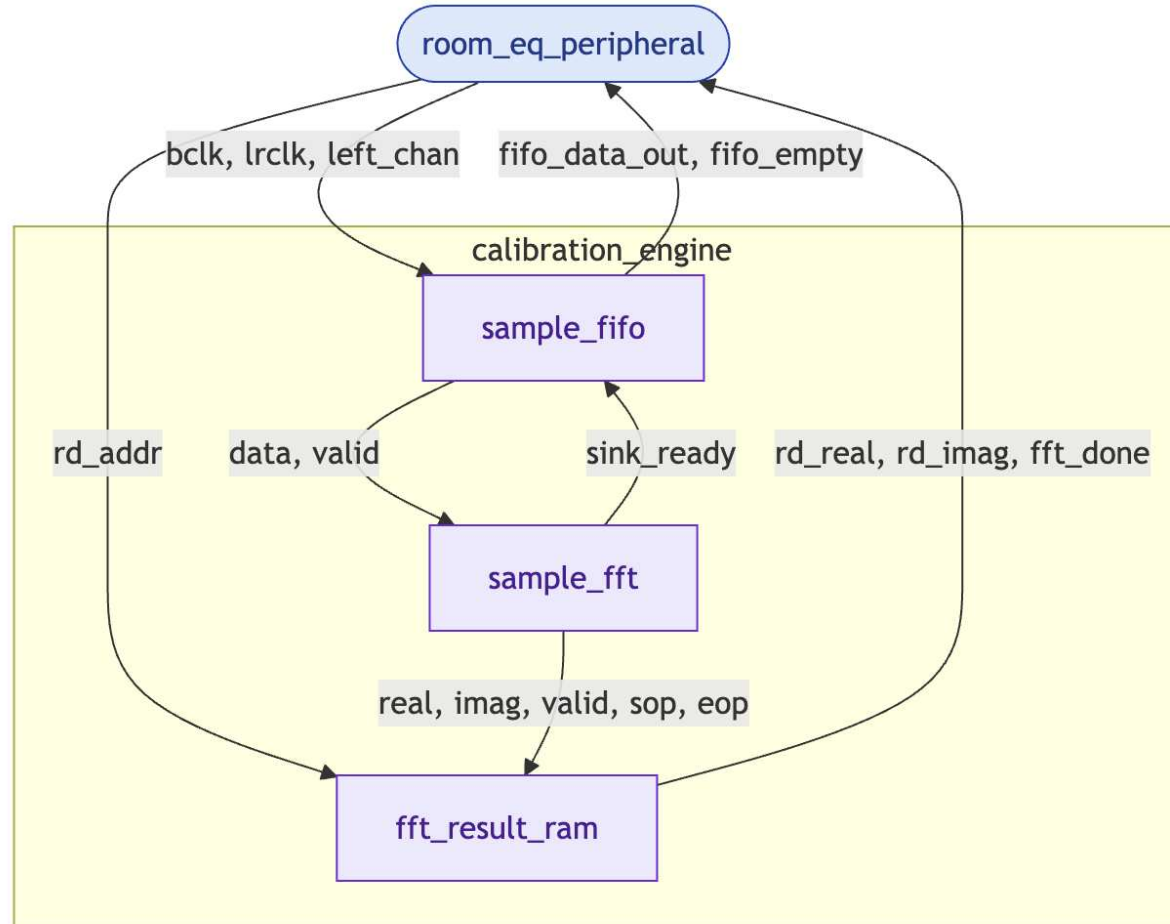 room_eq_peripheral
bclk, lrclk, left_chan
fifo_data_out, fifo_empty
calibration_engine
sample_fifo
rd_addr
data, valid
sink_ready
rd_real, rd_imag, fft_done
sample_fft
real, imag, valid, sop, eop
fft_result_ram